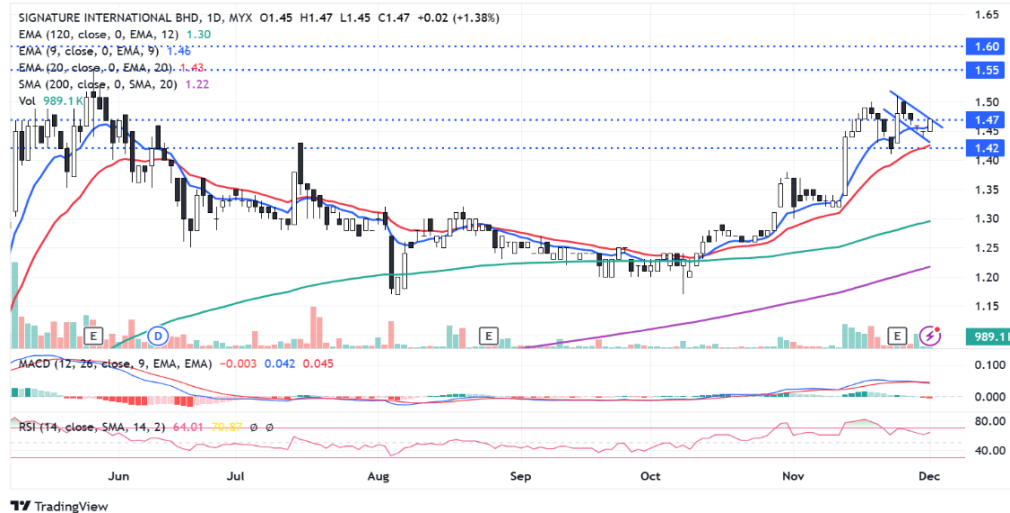 SIGNATURE INTERNATIONAL BHD, 1D, MYX O1.45 H1.47 L1.45 C1.47 +0.02 (+1.38%)
EMA (120, close, 0, EMA, 12) 1.30
EMA (9, close, 0, EMA, 9) 1.46
EMA (20, close, 0, EMA, 20) 1.43
SMA (200, close, 0, SMA, 20) 1.22
Vol 989.1K
1.65
1.60
1.55
1.50
1.47
1.45
1.42
1.40
1.35
1.30
1.25
1.20
1.15
989.1
E
D
E
E
MACD (12, 26, close, 9, EMA, EMA) −0.003 0.042 0.045
0.100
0.000
RSI (14, close, SMA, 14, 2) 64.01 70.87 ø ø
80.00
40.00
Jun Jul Aug Sep Oct Nov Dec
TradingView